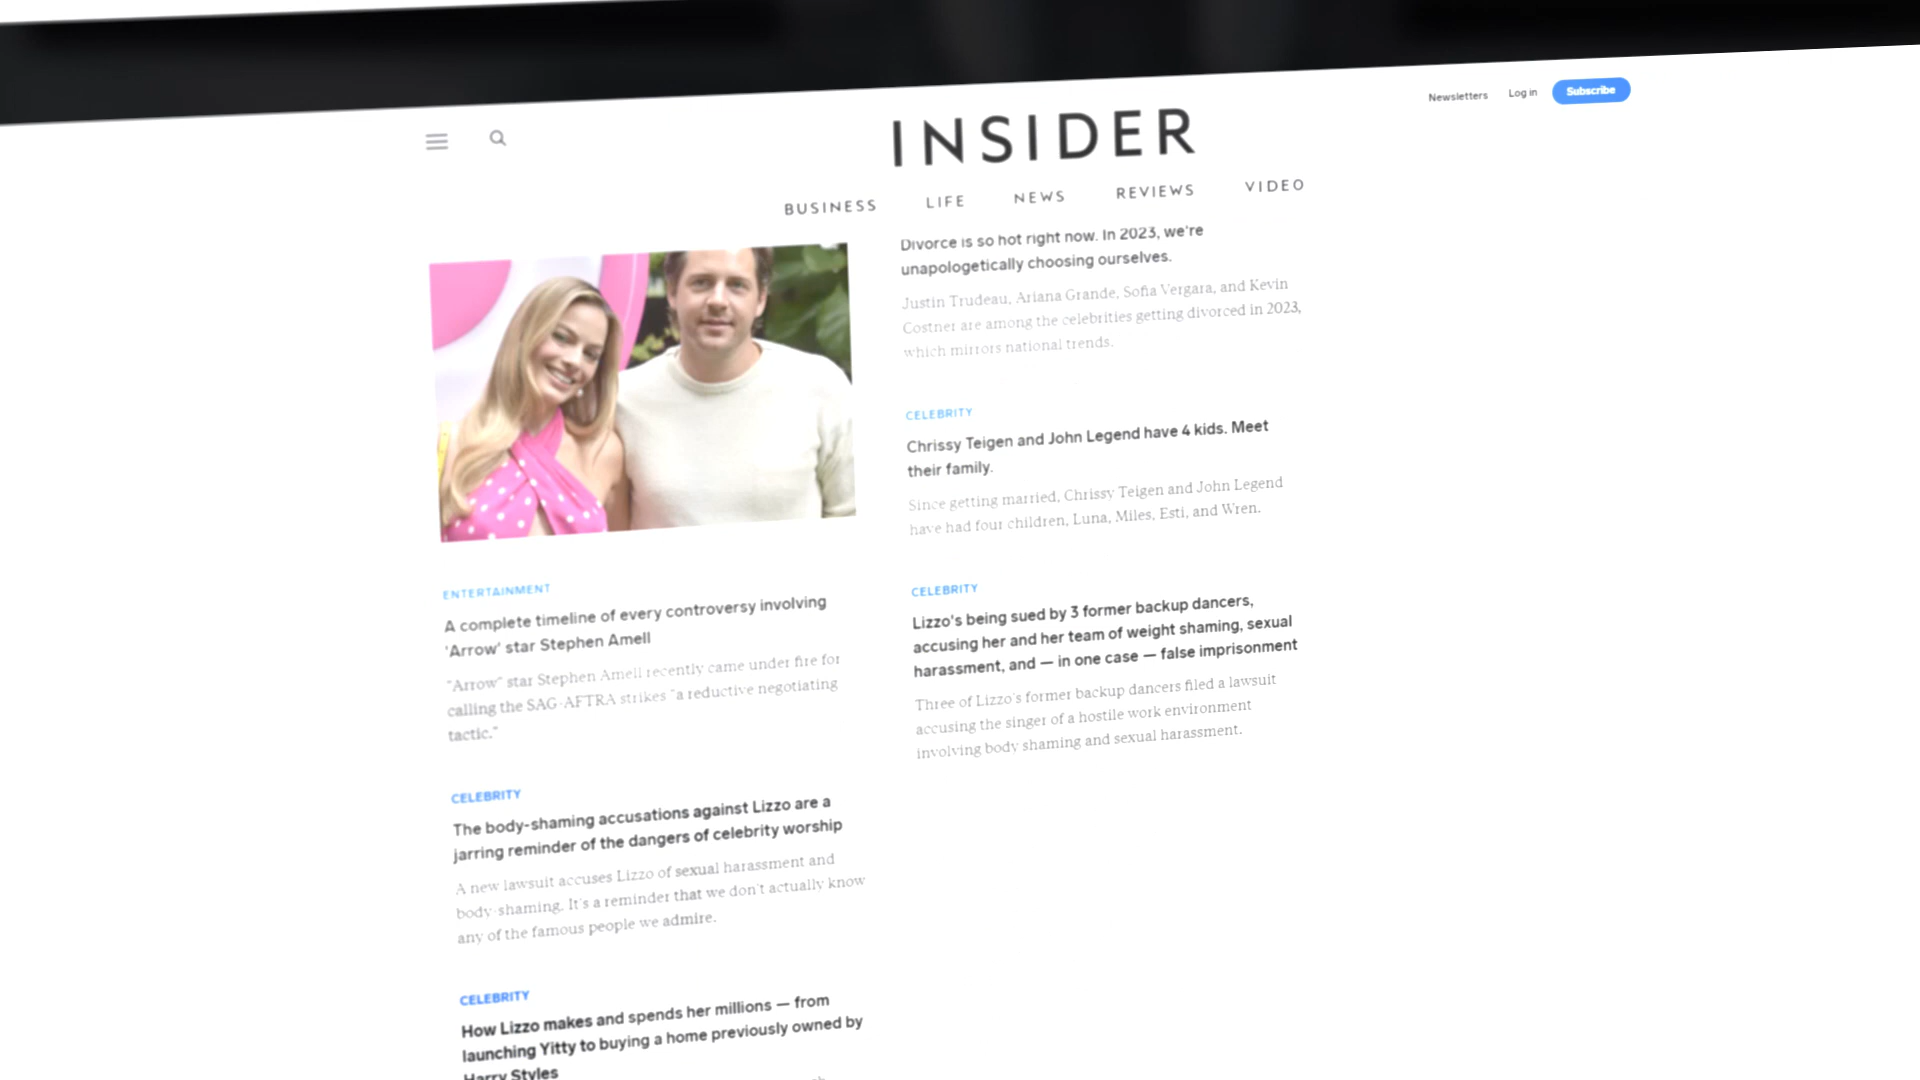 Newsletters Log in Subscribe
INSIDER
BUSINESS LIFE NEWS REVIEWS VIDEO
ENTERTAINMENT
A complete timeline of every controversy involving
'Arrow' star Stephen Amell
"Arrow" star Stephen Amell recently came under fire for
calling the SAG-AFTRA strikes "a reductive negotiating
tactic."
CELEBRITY
The body-shaming accusations against Lizzo are a
jarring reminder of the dangers of celebrity worship
A new lawsuit accuses Lizzo of sexual harassment and
body-shaming. It's a reminder that we don't actually know
any of the famous people we admire.
CELEBRITY
How Lizzo makes and spends her millions — from
launching Yitty to buying a home previously owned by
Harry Styles
Divorce is so hot right now. In 2023, we're
unapologetically choosing ourselves.
Justin Trudeau, Ariana Grande, Sofia Vergara, and Kevin
Costner are among the celebrities getting divorced in 2023,
which mirrors national trends.
CELEBRITY
Chrissy Teigen and John Legend have 4 kids. Meet
their family.
Since getting married, Chrissy Teigen and John Legend
have had four children, Luna, Miles, Esti, and Wren.
CELEBRITY
Lizzo's being sued by 3 former backup dancers,
accusing her and her team of weight shaming, sexual
harassment, and — in one case — false imprisonment
Three of Lizzo's former backup dancers filed a lawsuit
accusing the singer of a hostile work environment
involving body shaming and sexual harassment.